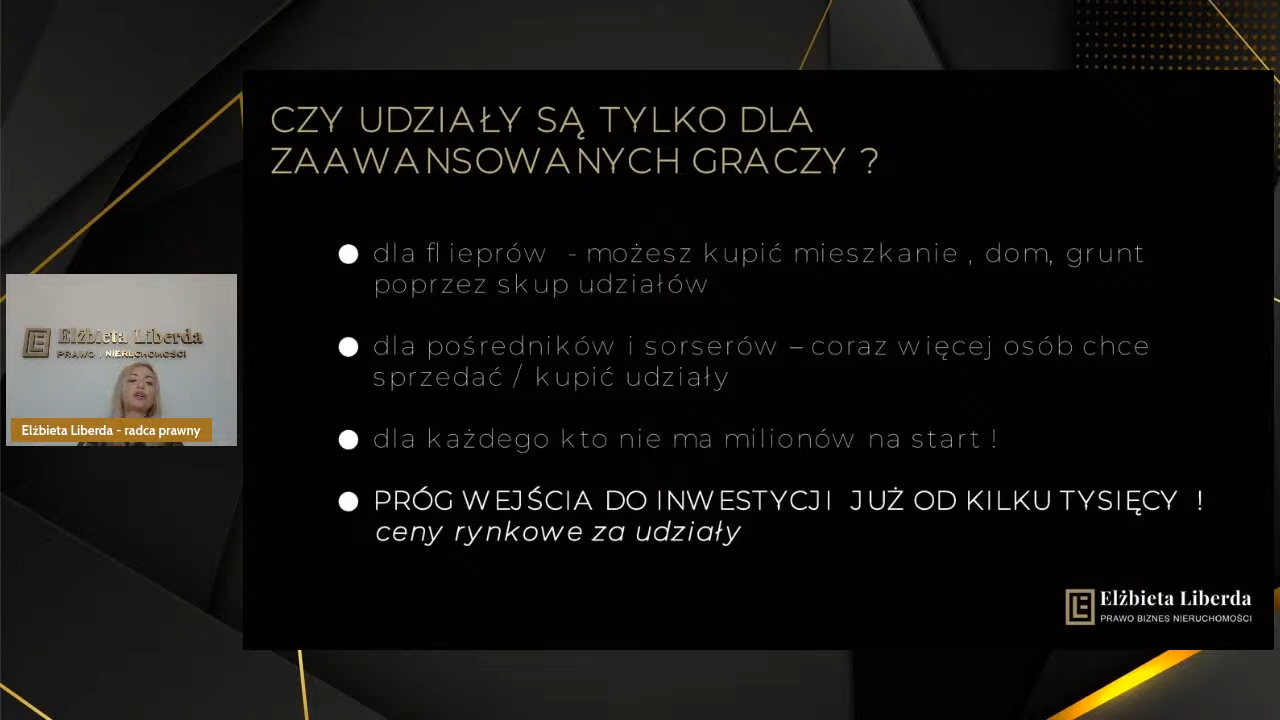 CZY UDZIAŁY SĄ TYLKO DLA
ZAAWANSOWANYCH GRACZY ?
dla flieprów - możesz kupić mieszkanie , dom, grunt
poprzez skup udziałów
dla pośredników i sorserów – coraz więcej osób chce
sprzedać / kupić udziały
dla każdego kto nie ma milionów na start !
PRÓG WEJŚCIA DO INWESTYCJI JUŻ OD KILKU TYSIĘCY !
ceny rynkowe za udziały
Elżbieta Liberda
PRAWO I NIERUCHOMOŚCI
Elżbieta Liberda - radca prawny
Elżbieta Liberda
PRAWO BIZNES NIERUCHOMOŚCI